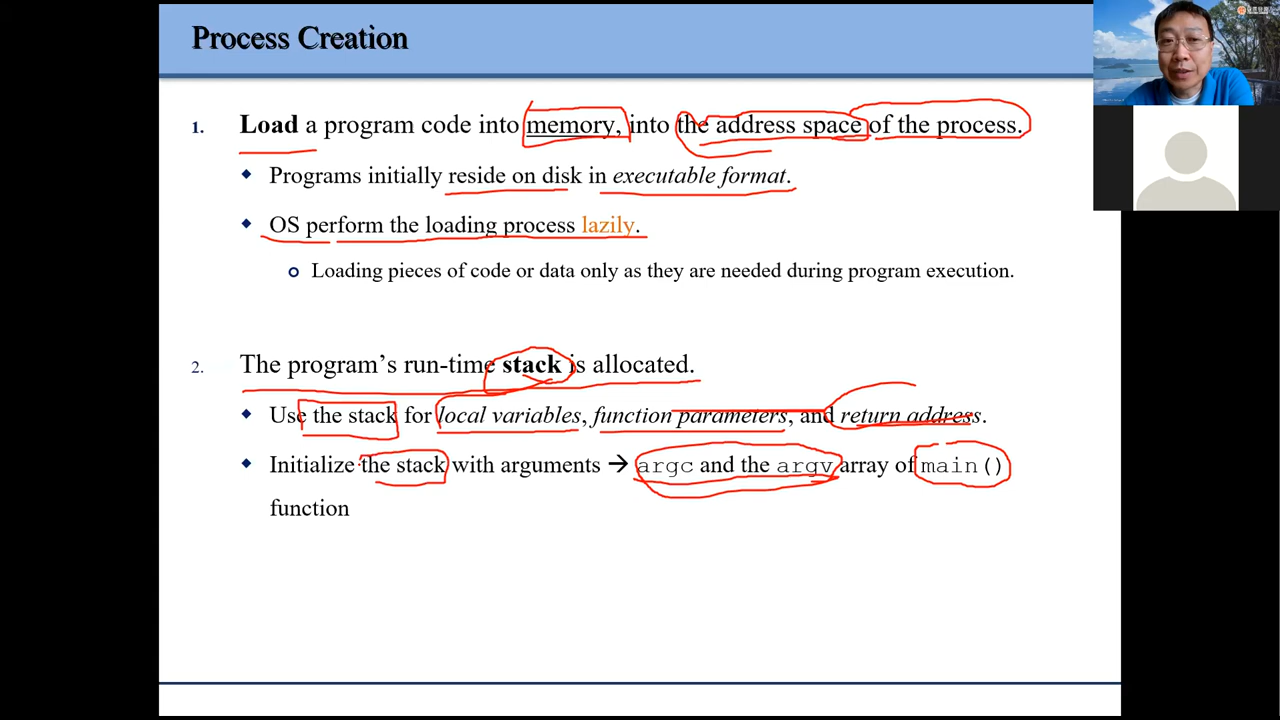 Process Creation
1. Load a program code into memory, into the address space of the process.
◆ Programs initially reside on disk in executable format.
◆ OS perform the loading process lazily.
○ Loading pieces of code or data only as they are needed during program execution.
2. The program's run-time stack is allocated.
◆ Use the stack for local variables, function parameters, and return address.
◆ Initialize the stack with arguments → argc and the argv array of main()
function